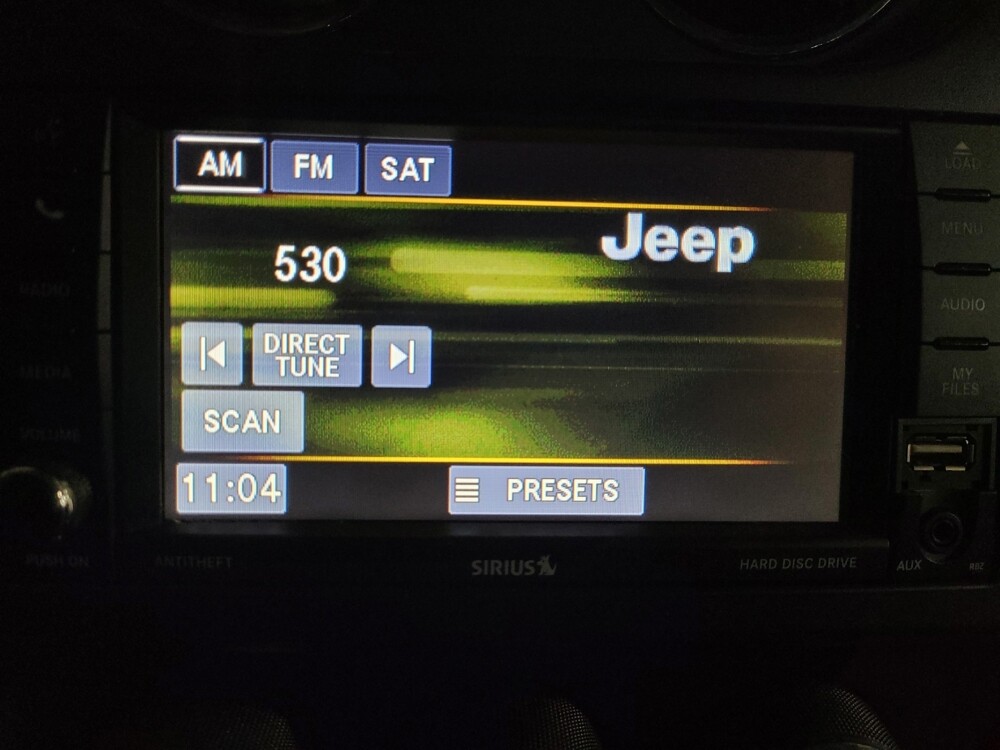 AM FM SAT
LOAD
Jeep
MENU
530
RADIO
AUDIO
DIRECT
TUNE
MEDIA
MY
FILES
SCAN
VOLUME
11:04 PRESETS
PUSH ON ANTITHEFT SIRIUS HARD DISC DRIVE AUX RBZ